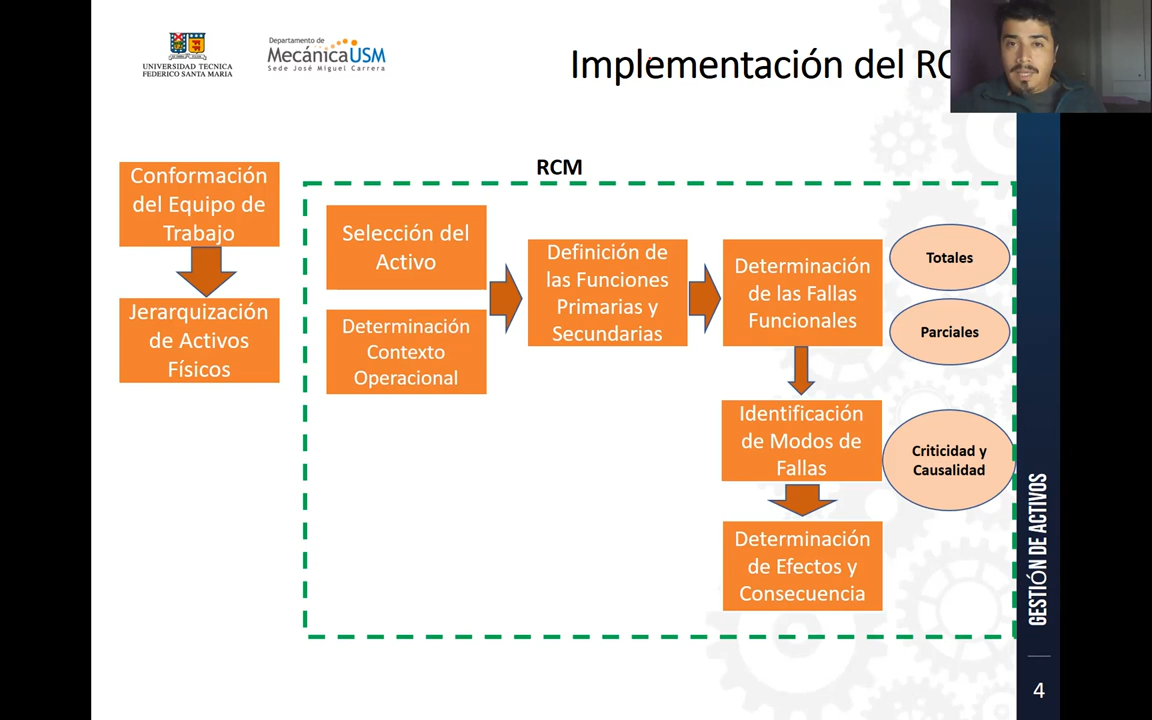 UNIVERSIDAD TECNICA
FEDERICO SANTA MARIA
Departamento de
MecánicaUSM
Sede José Miguel Carrera
Implementación del RC
RCM
Conformación
del Equipo de
Trabajo
Jerarquización
de Activos
Físicos
Selección del
Activo
Determinación
Contexto
Operacional
Definición de
las Funciones
Primarias y
Secundarias
Determinación
de las Fallas
Funcionales
Totales
Parciales
Identificación
de Modos de
Fallas
Criticidad y
Causalidad
Determinación
de Efectos y
Consecuencia
GESTIÓN DE ACTIVOS
4